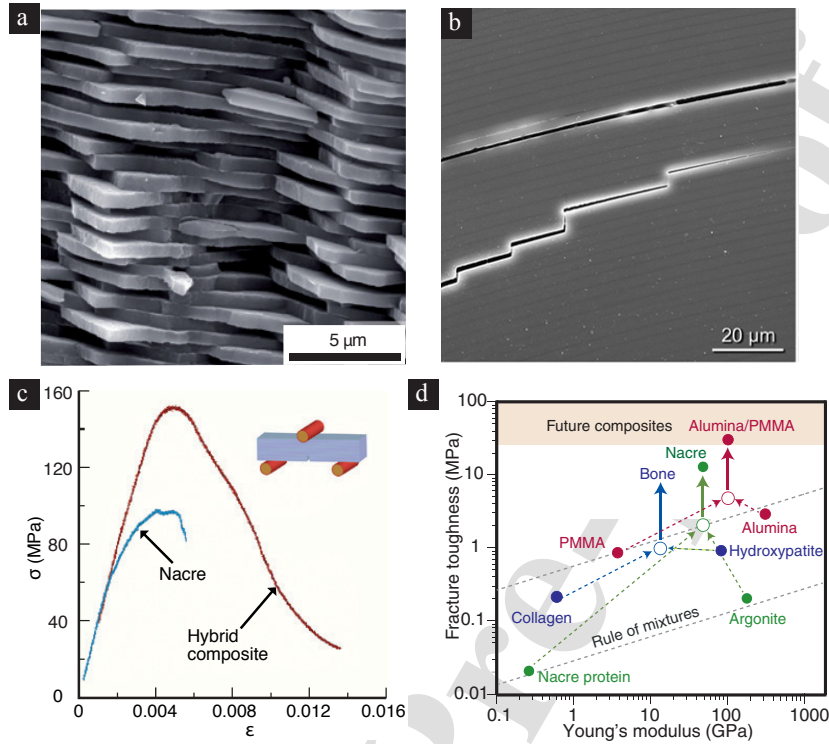 a
5 µm
b
20 µm
c
160
120
80
40
0
σ (MPa)
Nacre
Hybrid
composite
0
0.004
0.008
0.012
0.016
ε
d
100
10
1
0.1
0.01
Fracture toughness (MPa)
Future composites
Alumina/PMMA
Nacre
Bone
Alumina
PMMA
Hydroxypatite
Collagen
Argonite
Rule of mixtures
Nacre protein
0.1
1
10
100
1000
Young's modulus (GPa)